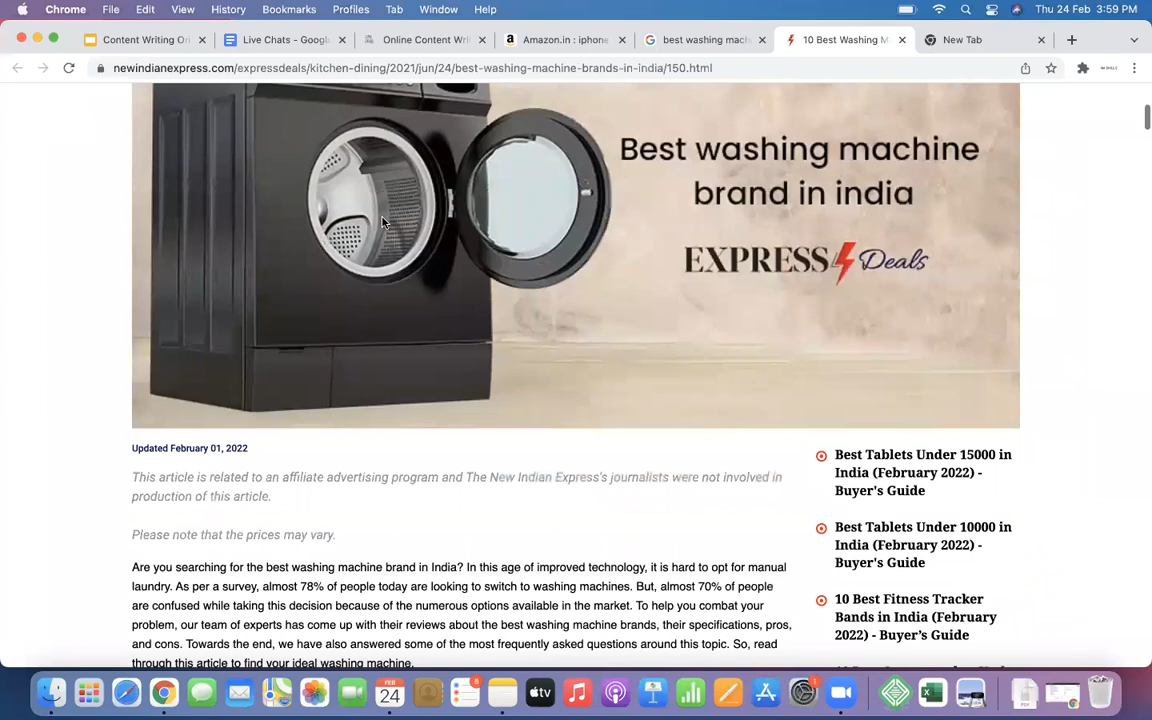 Chrome File Edit View History Bookmarks Profiles Tab Window Help Thu 24 Feb 3:59 PM
Content Writing Ori Live Chats - Google Online Content Wri Amazon.in : iphone best washing mach 10 Best Washing M New Tab
newindianexpress.com/expressdeals/kitchen-dining/2021/jun/24/best-washing-machine-brands-in-india/150.html
Best washing machine
brand in india
EXPRESS Deals
Updated February 01, 2022
This article is related to an affiliate advertising program and The New Indian Express's journalists were not involved in
production of this article.
Please note that the prices may vary.
Are you searching for the best washing machine brand in India? In this age of improved technology, it is hard to opt for manual
laundry. As per a survey, almost 78% of people today are looking to switch to washing machines. But, almost 70% of people
are confused while taking this decision because of the numerous options available in the market. To help you combat your
problem, our team of experts has come up with their reviews about the best washing machine brands, their specifications, pros,
and cons. Towards the end, we have also answered some of the most frequently asked questions around this topic. So, read
through this article to find your ideal washing machine.
Best Tablets Under 15000 in
India (February 2022) -
Buyer's Guide
Best Tablets Under 10000 in
India (February 2022) -
Buyer's Guide
10 Best Fitness Tracker
Bands in India (February
2022) - Buyer's Guide
FEB
24
8
tv
1